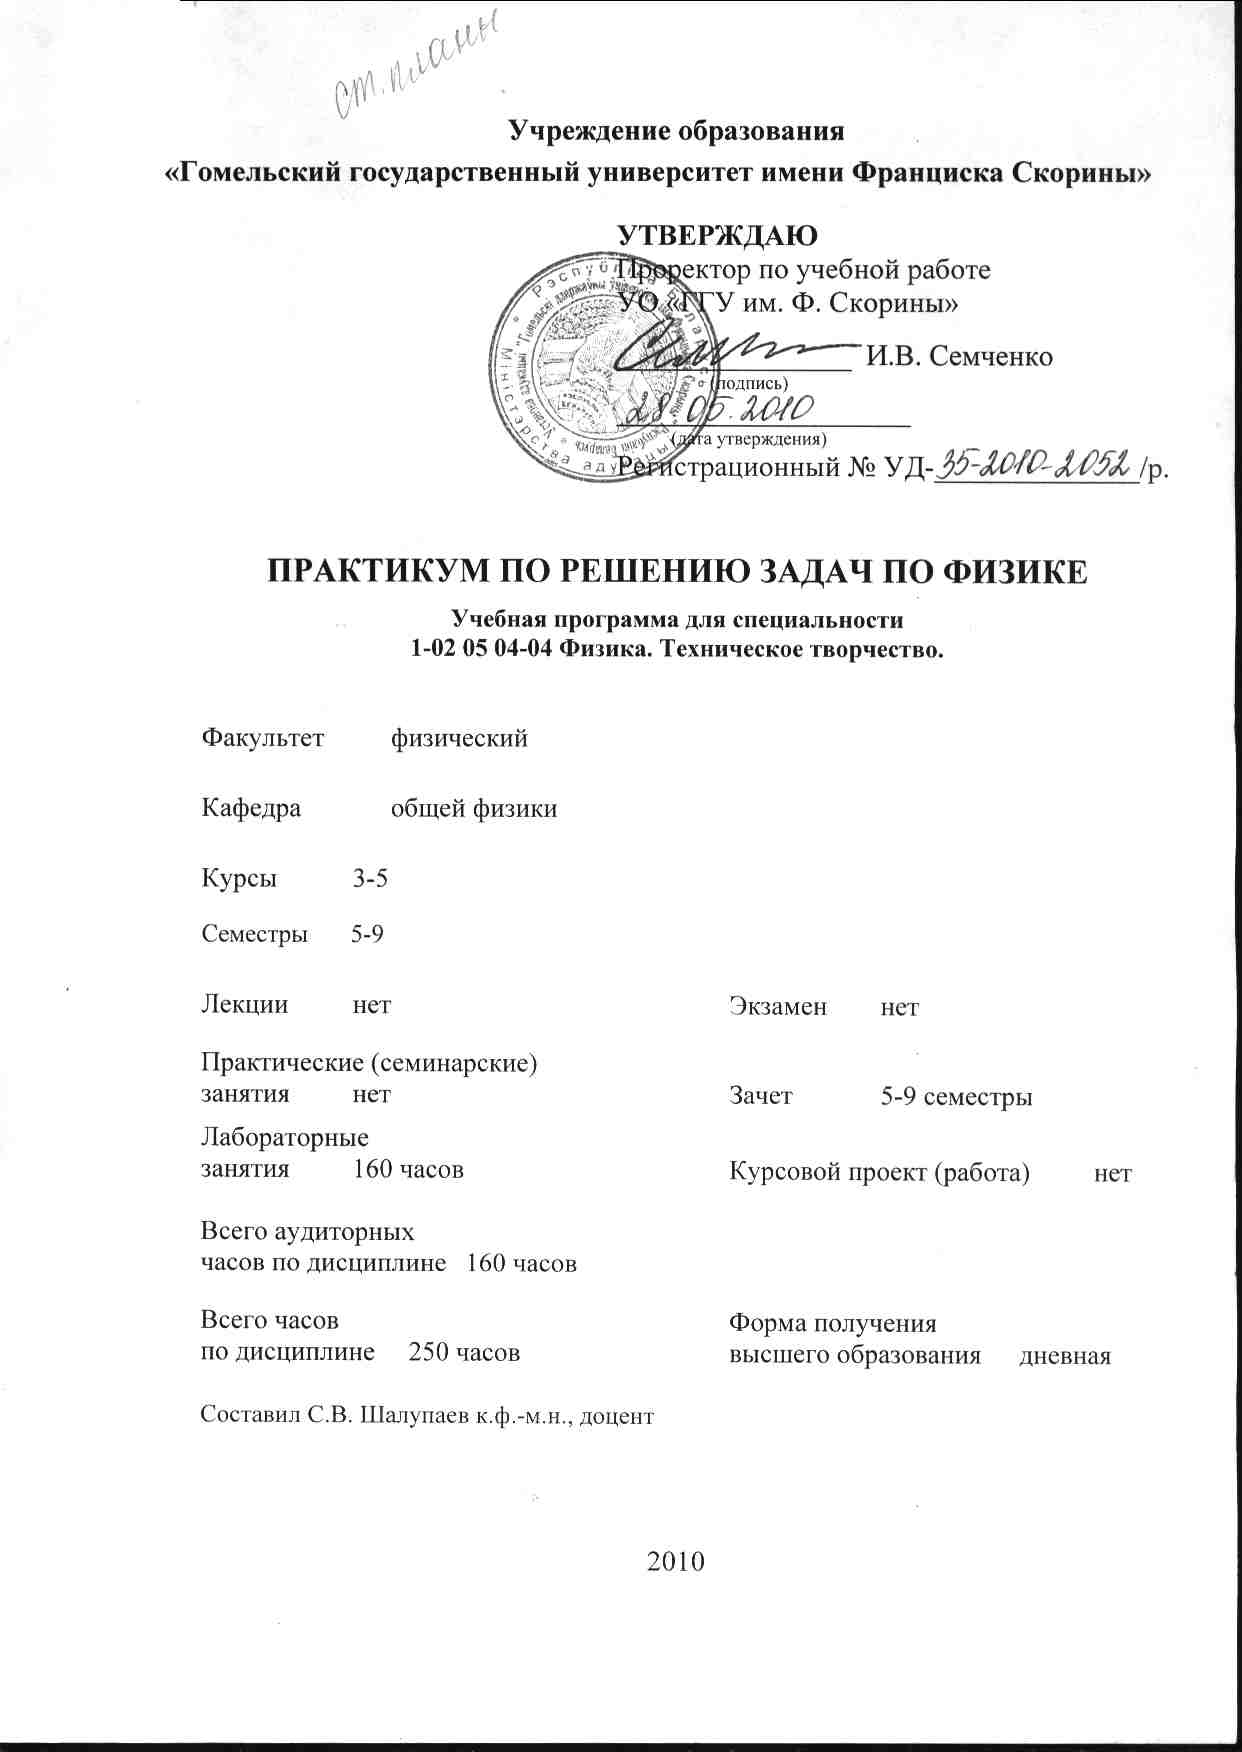 ст. планы
Учреждение образования
«Гомельский государственный университет имени Франциска Скорины»
УТВЕРЖДАЮ
Проректор по учебной работе
УО «ГГУ им. Ф. Скорины»
И.В. Семченко
(подпись)
28.05.2010
(дата утверждения)
Регистрационный № УД-35-2010-2052/р.
Рэспубліка Беларусь
Міністэрства адукацыі
ПРАКТИКУМ ПО РЕШЕНИЮ ЗАДАЧ ПО ФИЗИКЕ
Учебная программа для специальности
1-02 05 04-04 Физика. Техническое творчество.
Факультет физический
Кафедра общей физики
Курсы 3-5
Семестры 5-9
Лекции нет Экзамен нет
Практические (семинарские)
занятия нет Зачет 5-9 семестры
Лабораторные
занятия 160 часов Курсовой проект (работа) нет
Всего аудиторных
часов по дисциплине 160 часов
Всего часов Форма получения
по дисциплине 250 часов высшего образования дневная
Составил С.В. Шалупаев к.ф.-м.н., доцент
2010